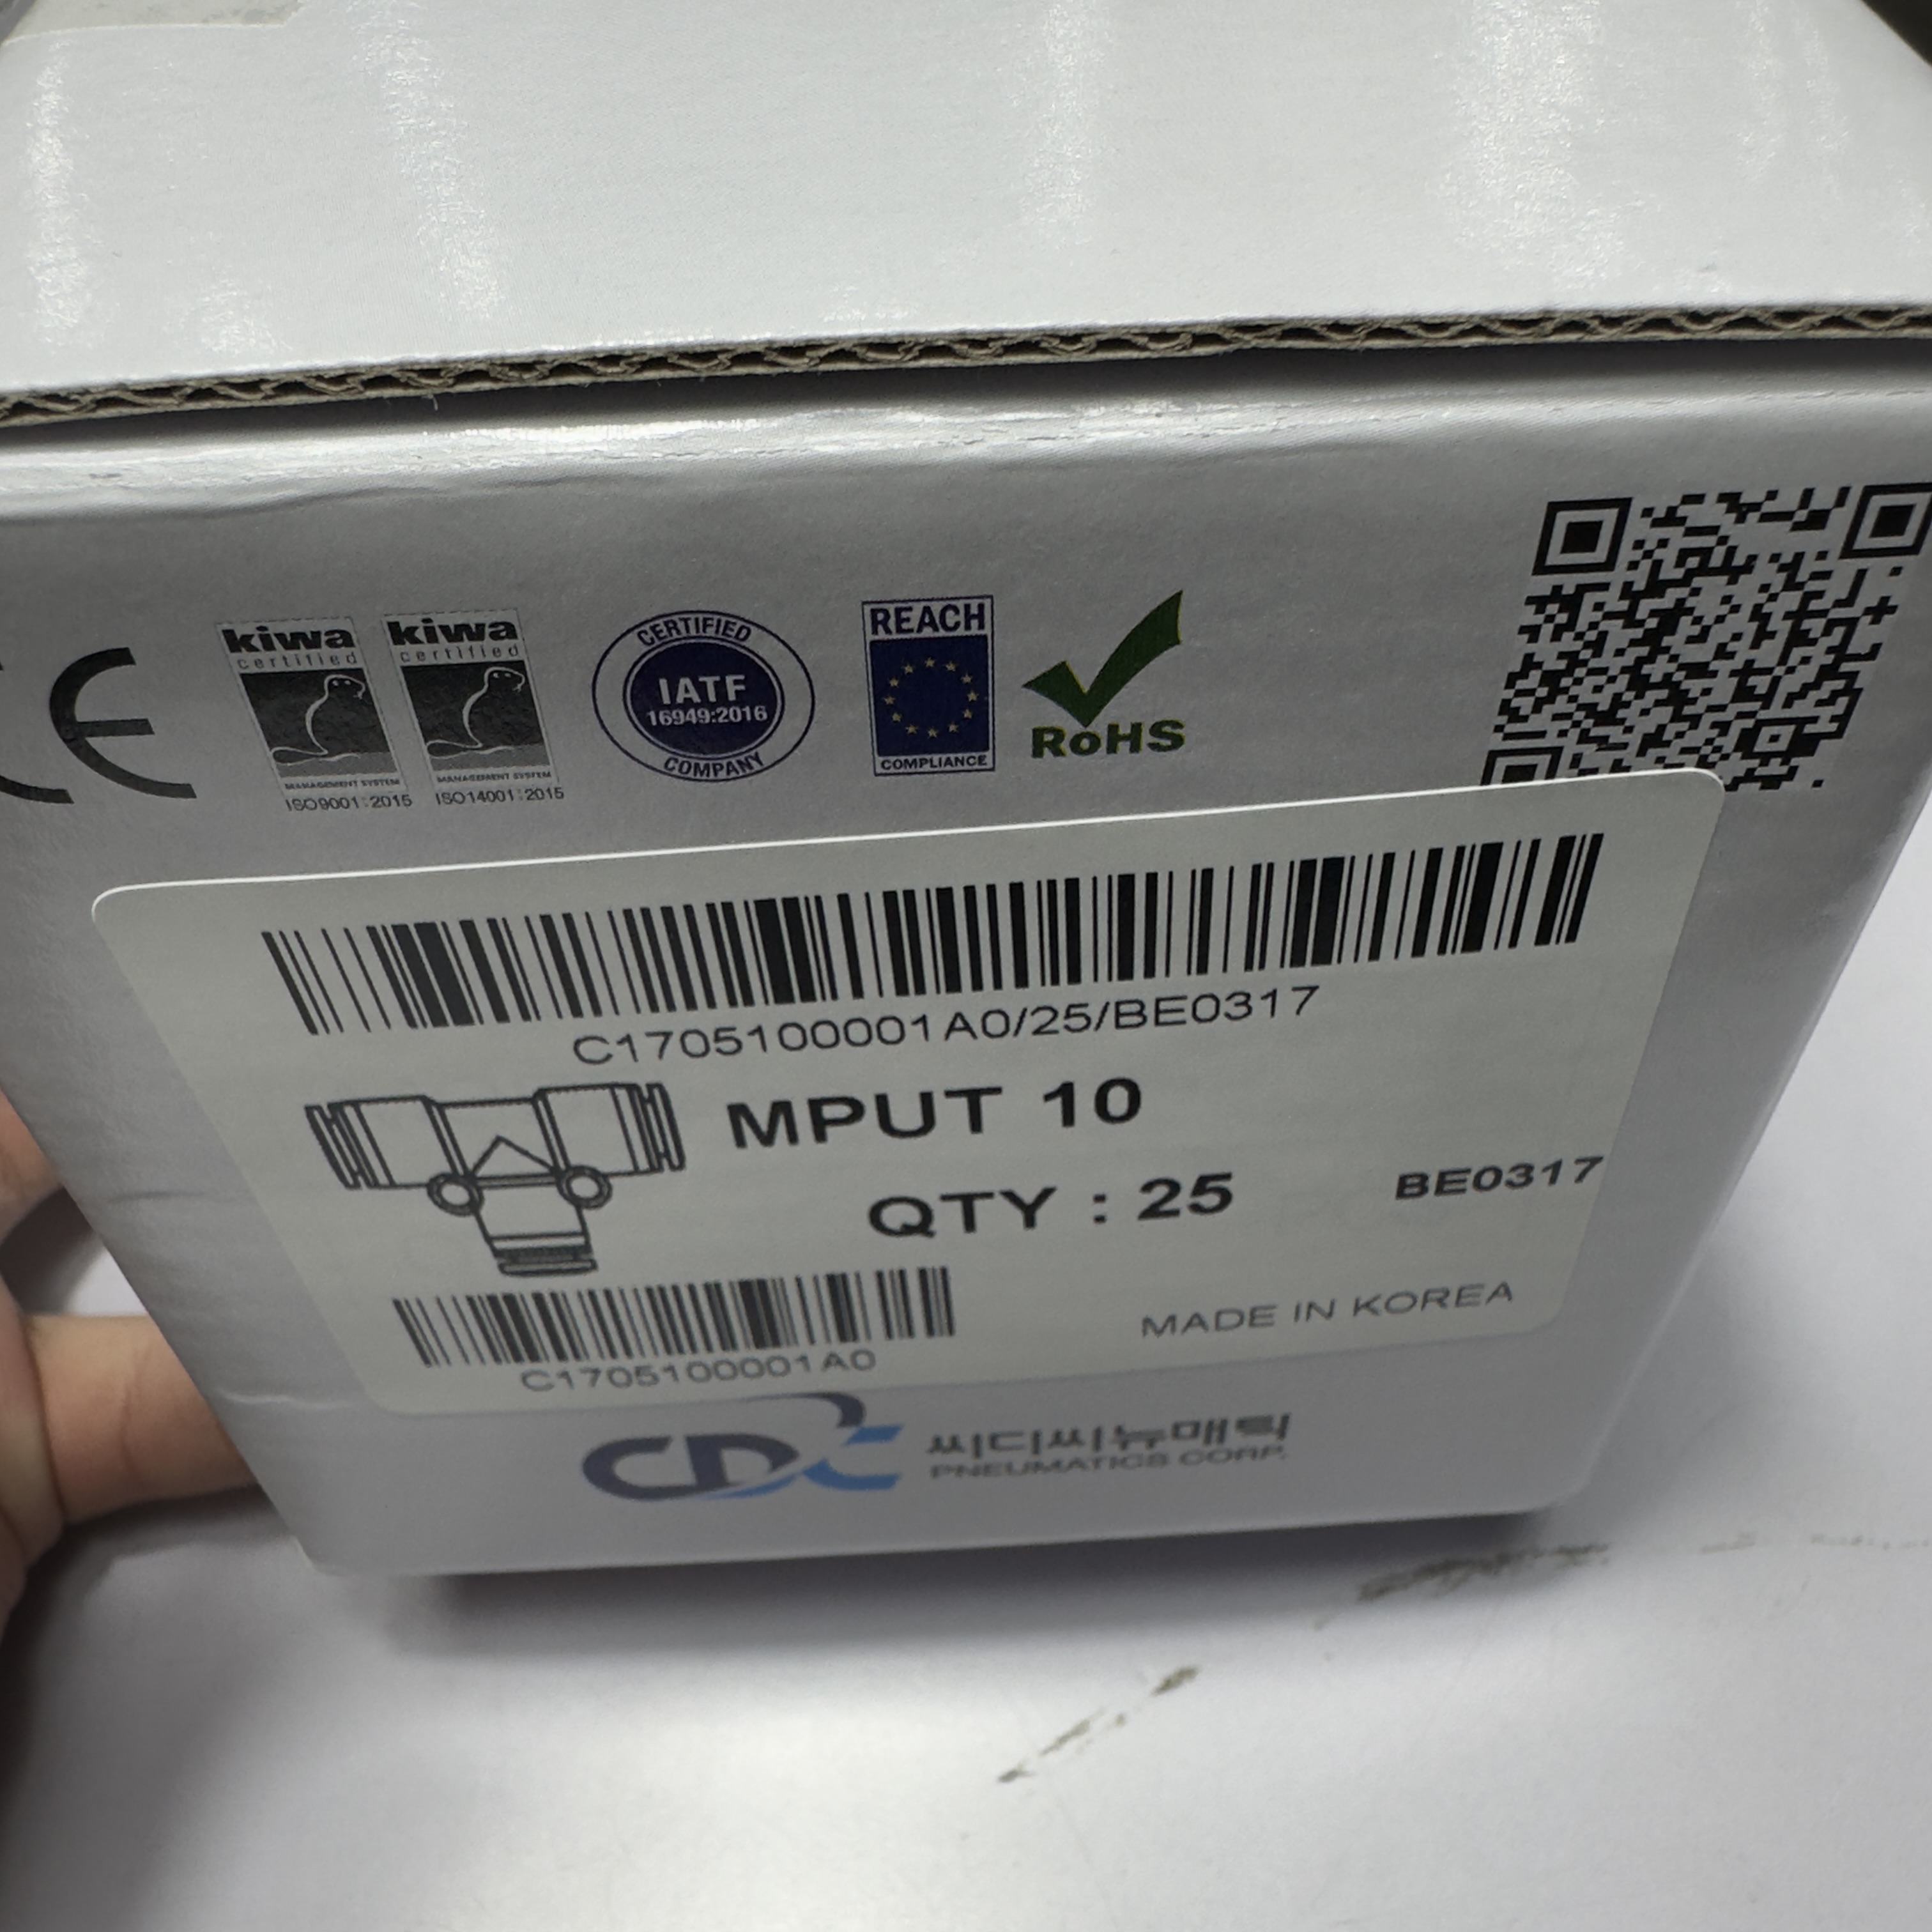 CE
kiwa
certified
MANAGEMENT SYSTEM
ISO9001:2015
kiwa
certified
MANAGEMENT SYSTEM
ISO14001:2015
CERTIFIED
IATF
16949:2016
COMPANY
REACH
COMPLIANCE
RoHS
C1705100001A0/25/BE0317
MPUT 10
QTY : 25
BE0317
C1705100001A0
MADE IN KOREA
CDC
씨디씨뉴매틱
PNEUMATICS CORP.